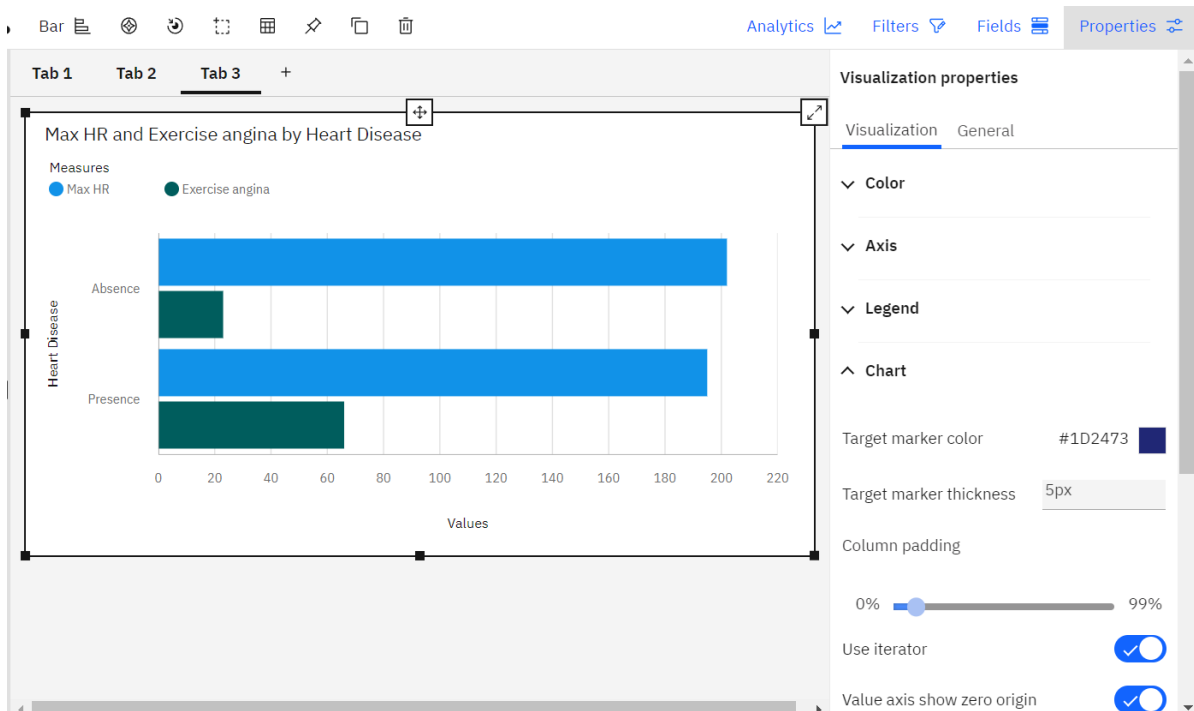 Bar
Analytics Filters Fields Properties
Tab 1 Tab 2 Tab 3 +
Visualization properties
Visualization General
Max HR and Exercise angina by Heart Disease
Measures
Max HR Exercise angina
Heart Disease
Absence
Presence
0 20 40 60 80 100 120 140 160 180 200 220
Values
Color
Axis
Legend
Chart
Target marker color #1D2473
Target marker thickness 5px
Column padding
0% 99%
Use iterator
Value axis show zero origin